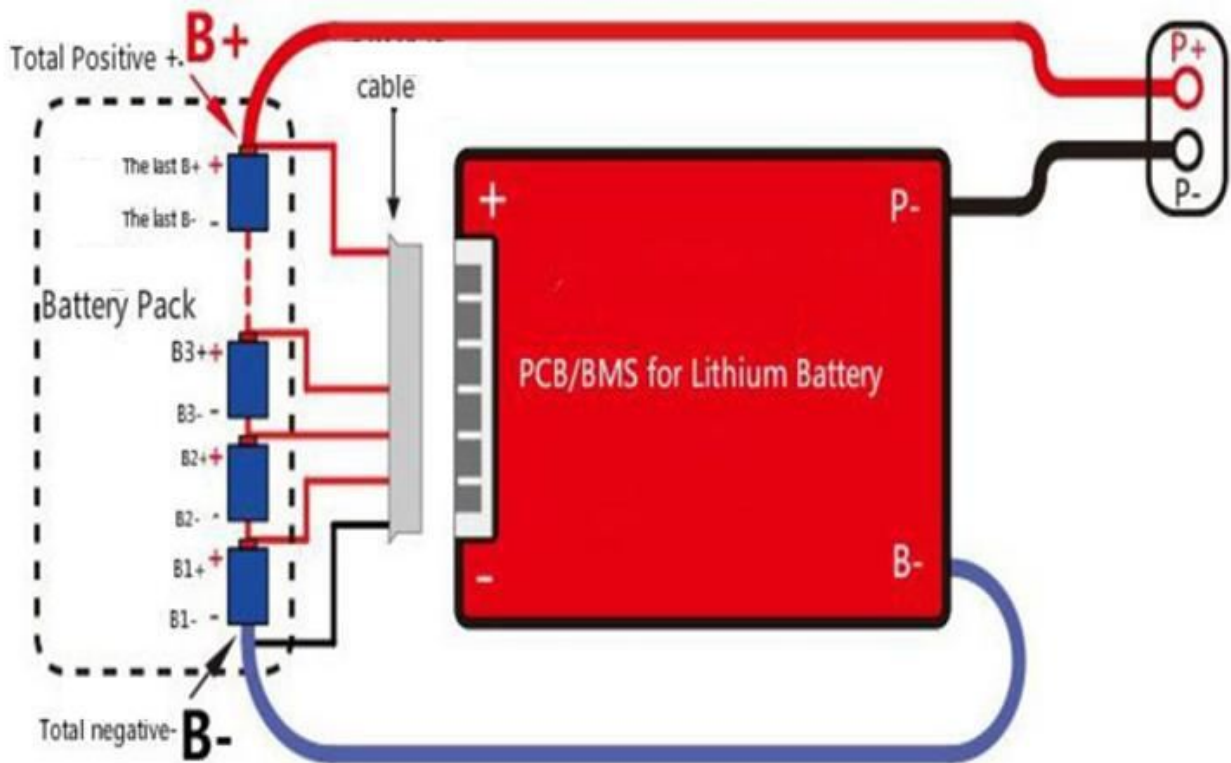 Total Positive +-
B+
cable
P+
P-
The last B+ +
The last B- -
+
P-
Battery Pack
B3+ +
B3- -
PCB/BMS for Lithium Battery
B2+ +
B2- -
B1+ +
B1- -
-
B-
Total negative-
B-